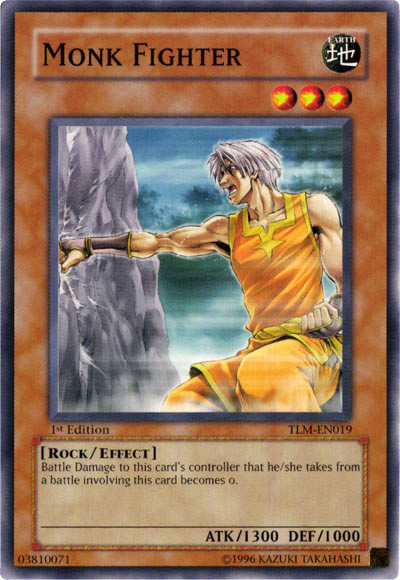 MONK FIGHTER
EARTH
地
1st Edition
TLM-EN019
[ROCK/EFFECT]
Battle Damage to this card's controller that he/she takes from
a battle involving this card becomes 0.
ATK/1300 DEF/1000
03810071
©1996 KAZUKI TAKAHASHI